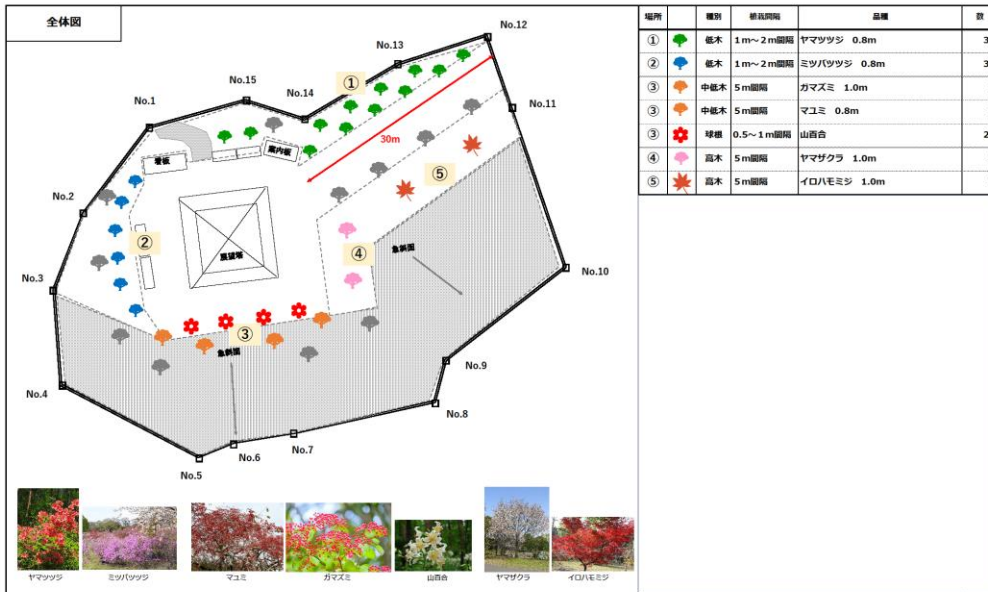 全体図
No.12
No.13
①
No.15
No.14
No.1
No.11
30m
案内板
看板
⑤
No.2
②
④
展望塔
急斜面
No.10
No.3
③
急斜面
No.9
No.4
No.8
No.7
No.6
No.5
ヤマツツジ
ミツバツツジ
マユミ
ガマズミ
山百合
ヤマザクラ
イロハモミジ
場所 種別 植栽間隔 品種 数
① 低木 1m～2m間隔 ヤマツツジ 0.8m 3
② 低木 1m～2m間隔 ミツバツツジ 0.8m 3
③ 中低木 5m間隔 ガマズミ 1.0m
③ 中低木 5m間隔 マユミ 0.8m
③ 球根 0.5～1m間隔 山百合 2
④ 高木 5m間隔 ヤマザクラ 1.0m
⑤ 高木 5m間隔 イロハモミジ 1.0m